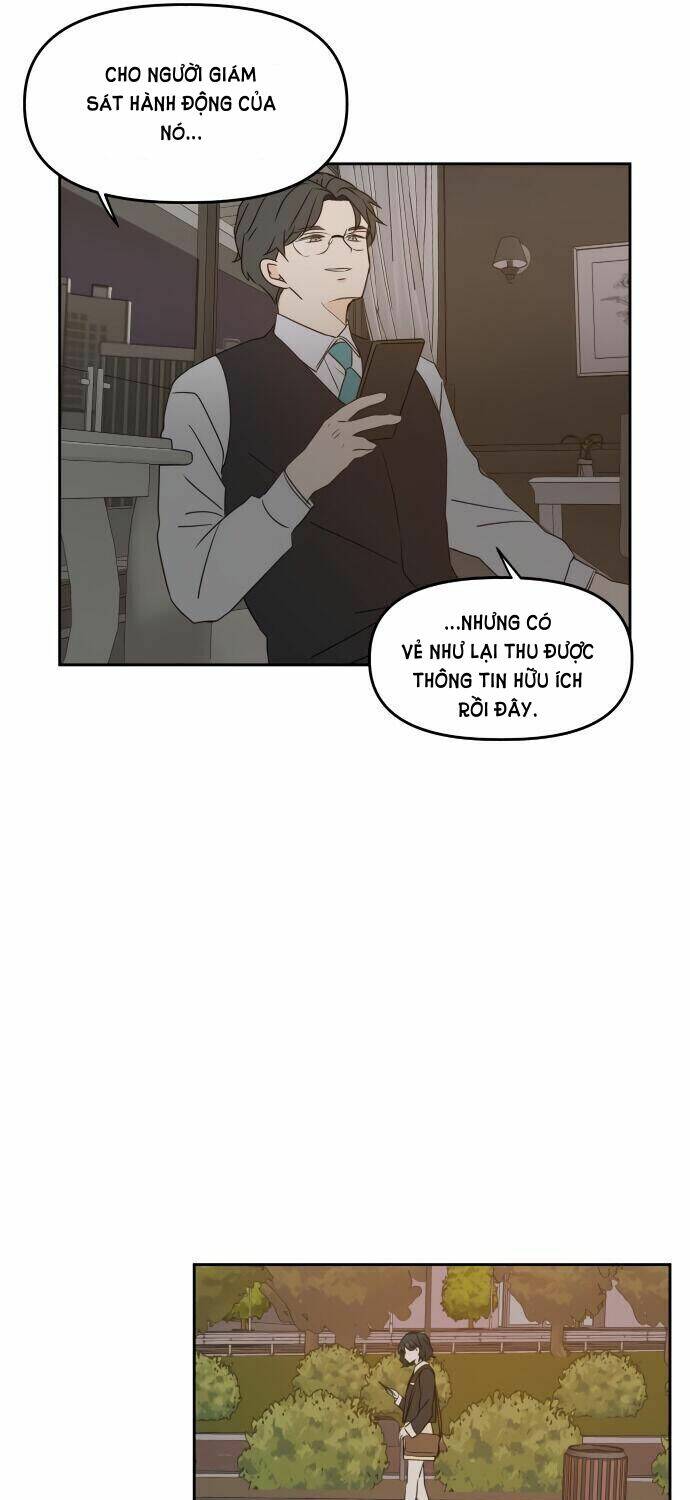 CHO NGƯỜI GIÁM
SÁT HÀNH ĐỘNG CỦA
NÓ...
...NHƯNG CÓ
VẺ NHƯ LẠI THU ĐƯỢC
THÔNG TIN HỮU ÍCH
RỒI ĐÂY.